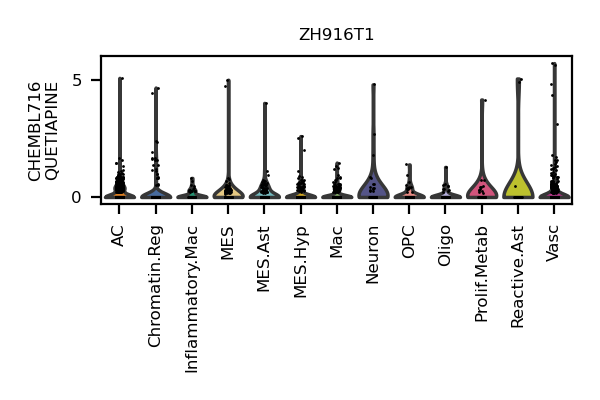 ZH916T1
CHEMBL716
QUETIAPINE
5
0
AC
Chromatin.Reg
Inflammatory.Mac
MES
MES.Ast
MES.Hyp
Mac
Neuron
OPC
Oligo
Prolif.Metab
Reactive.Ast
Vasc